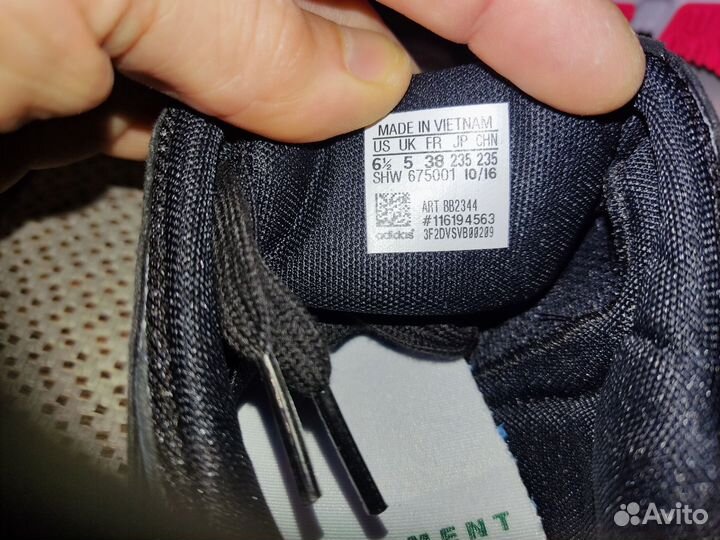 MADE IN VIETNAM
US UK FR JP CHN
6½ 5 38 235 235
SHW 675001 10/16
ART BB2344
#116194563
adidas 3F2DVSVB00209
MENT
Avito